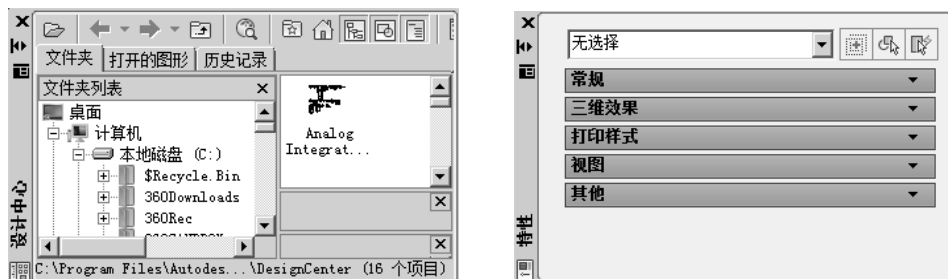 文件夹 打开的图形 历史记录
文件夹列表
桌面
计算机
本地磁盘 (C:)
$Recycle.Bin
360Downloads
360Rec
Analog
Integrat...
设计中心
C:\Program Files\Autodes...\DesignCenter (16 个项目)
无选择
常规
三维效果
打印样式
视图
其他
特性